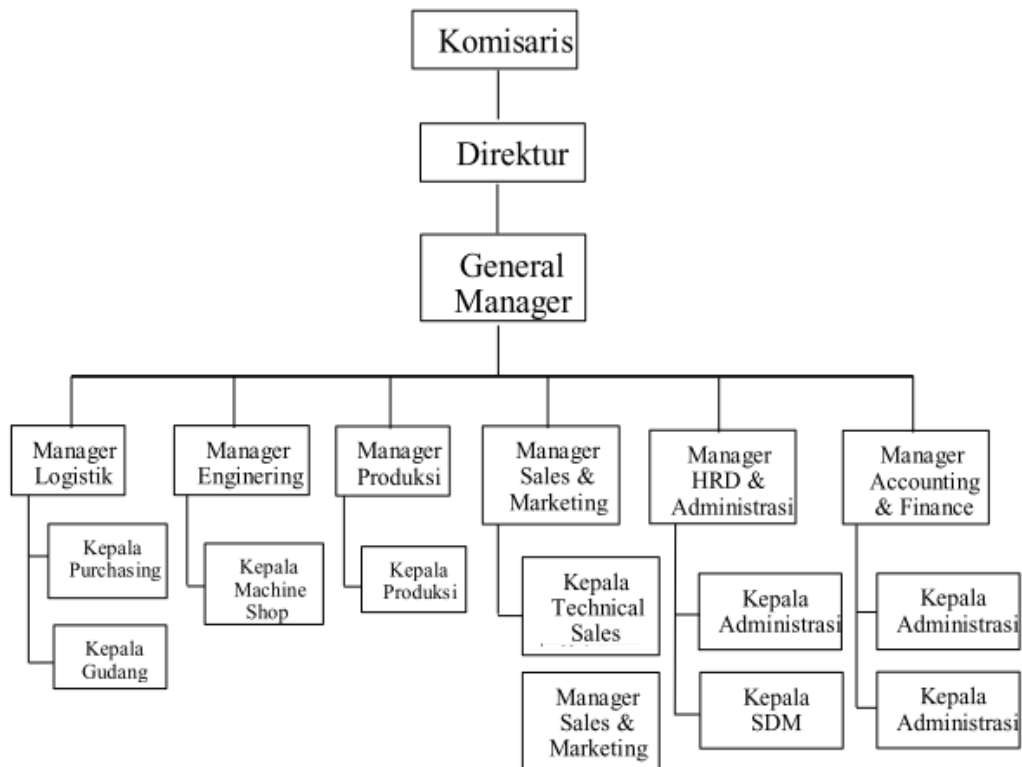 Komisaris
Direktur
General
Manager
Manager
Logistik
Kepala
Purchasing
Kepala
Gudang
Manager
Enginering
Kepala
Machine
Shop
Manager
Produksi
Kepala
Produksi
Manager
Sales &
Marketing
Kepala
Technical
Sales
Manager
Sales &
Marketing
Manager
HRD &
Administrasi
Kepala
Administrasi
Kepala
SDM
Manager
Accounting
& Finance
Kepala
Administrasi
Kepala
Administrasi